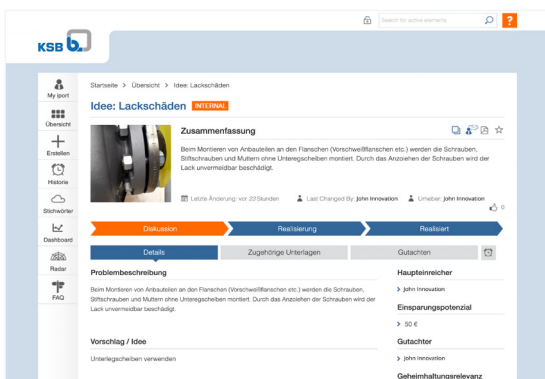 Search for active elements
?
KSB
My iport
Startseite > Übersicht > Idee: Lackschäden
Idee: Lackschäden INTERNAL
Übersicht
Zusammenfassung
Erstellen
Beim Montieren von Anbauteilen an den Flanschen (Vorschweißflanschen etc.) werden die Schrauben,
Stiftschrauben und Muttern ohne Unteregscheiben montiert. Durch das Anzoiehen der Schrauben wird der
Lack unvermeidbar beschädigt.
Historie
Stichwörter
Letzte Änderung: vor 23 Stunden
Last Changed By: John Innovation
Urheber: John Innovation
0
Dashboard
Radar
FAQ
Diskussion
Realisierung
Realisiert
Details
Zugehörige Unterlagen
Gutachten
Problembeschreibung
Beim Montieren von Anbauteilen an den Flanschen (Vorschweißflanschen etc.) werden die Schrauben,
Stiftschrauben und Muttern ohne Unteregscheiben montiert. Durch das Anzoiehen der Schrauben wird der
Lack unvermeidbar beschädigt.
Vorschlag / Idee
Unterlegscheiben verwenden
Haupteinreicher
John Innovation
Einsparungspotenzial
50 €
Gutachter
John Innovation
Geheimhaltungsrelevanz